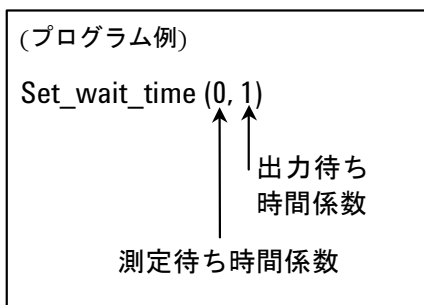 (プログラム例)
Set_wait_time (0, 1)
出力待ち
時間係数
測定待ち時間係数